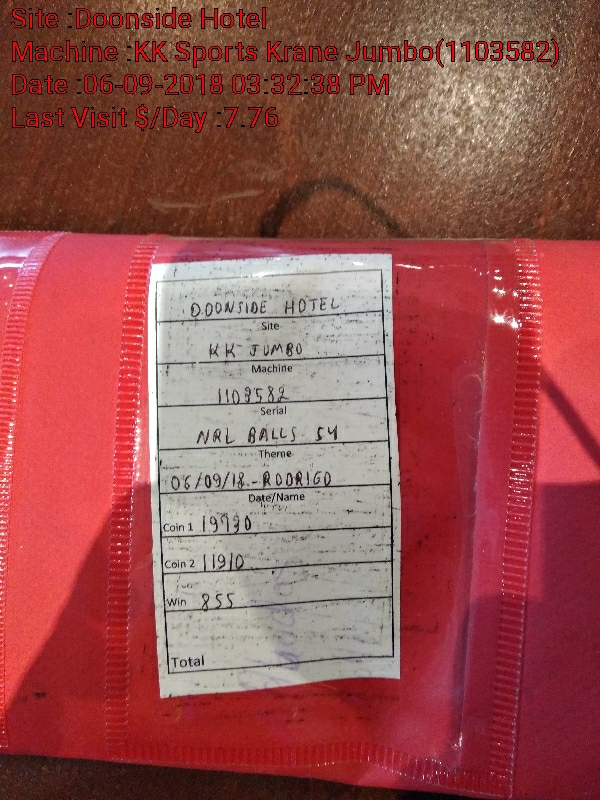 Site :Doonside Hotel
Machine :KK Sports Krane Jumbo(1103582)
Date :06-09-2018 03:32:38 PM
Last Visit $/Day :7.76
DOONSIDE HOTEL
Site
KK JUMBO
Machine
1103582
Serial
NRL BALLS 54
Theme
06/09/18-RODRIGO
Date/Name
Coin 1 19990
Coin 2 11910
Win 855
Total